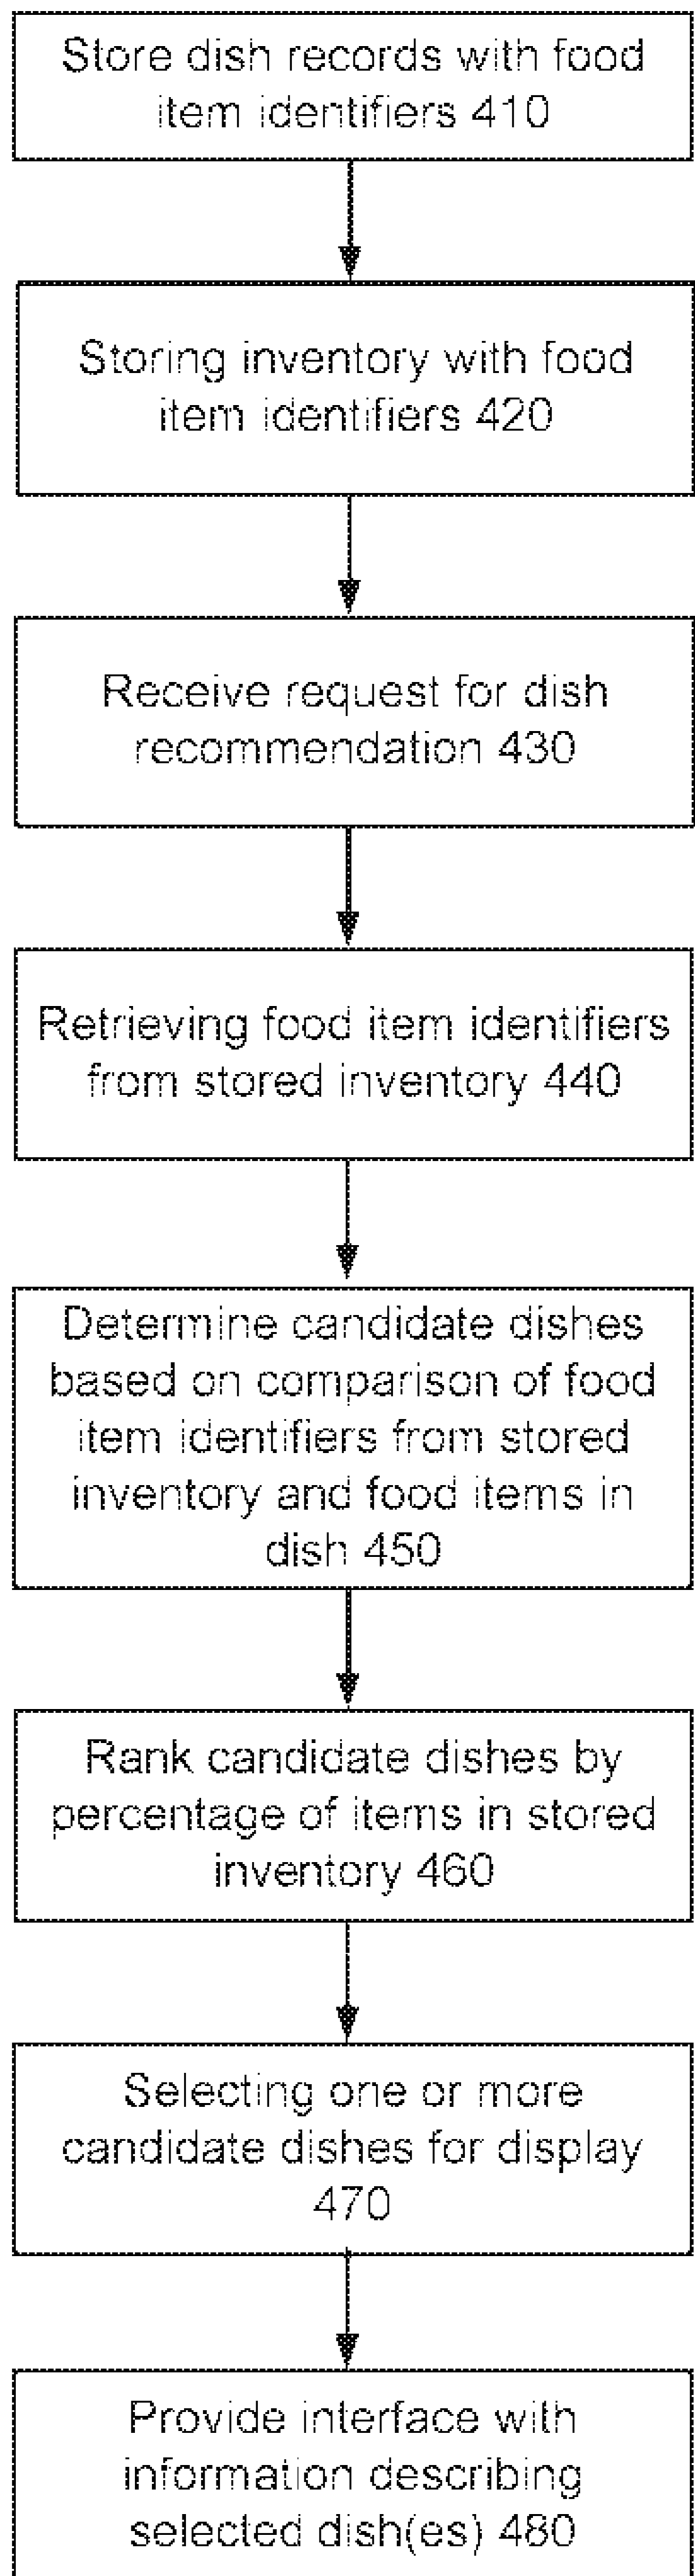 Store dish records with food
item identifiers 410
Storing inventory with food
item identifiers 420
Receive request for dish
recommendation 430
Retrieving food item identifiers
from stored inventory 440
Determine candidate dishes
based on comparison of food
item identifiers from stored
inventory and food items in
dish 450
Rank candidate dishes by
percentage of items in stored
inventory 460
Selecting one or more
candidate dishes for display
470
Provide interface with
information describing
selected dish(es) 480